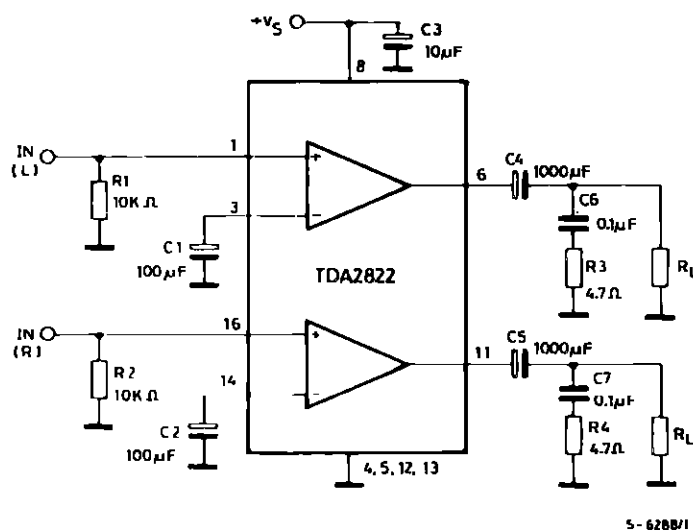 +VS
C3
10µF
8
IN
(L)
1
R1
10KΩ
3
C1
100µF
6
C4
1000µF
C6
0.1µF
R3
4.7Ω
RL
TDA2822
IN
(R)
16
R2
10KΩ
14
C2
100µF
11
C5
1000µF
C7
0.1µF
R4
4.7Ω
RL
4, 5, 12, 13
S-6288/1